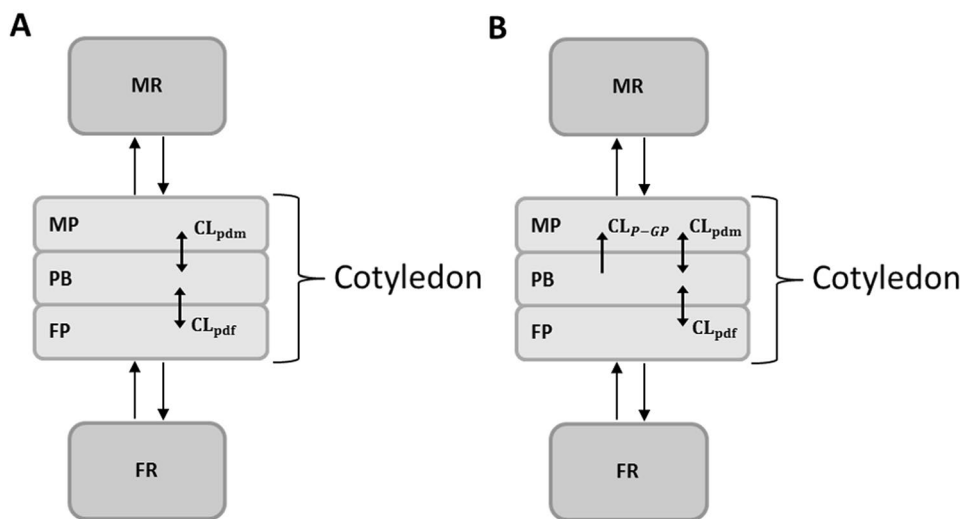 A
MR
MP
CLpdm
PB
Cotyledon
FP
CLpdf
FR
B
MR
MP
CLP−GP
CLpdm
PB
Cotyledon
FP
CLpdf
FR